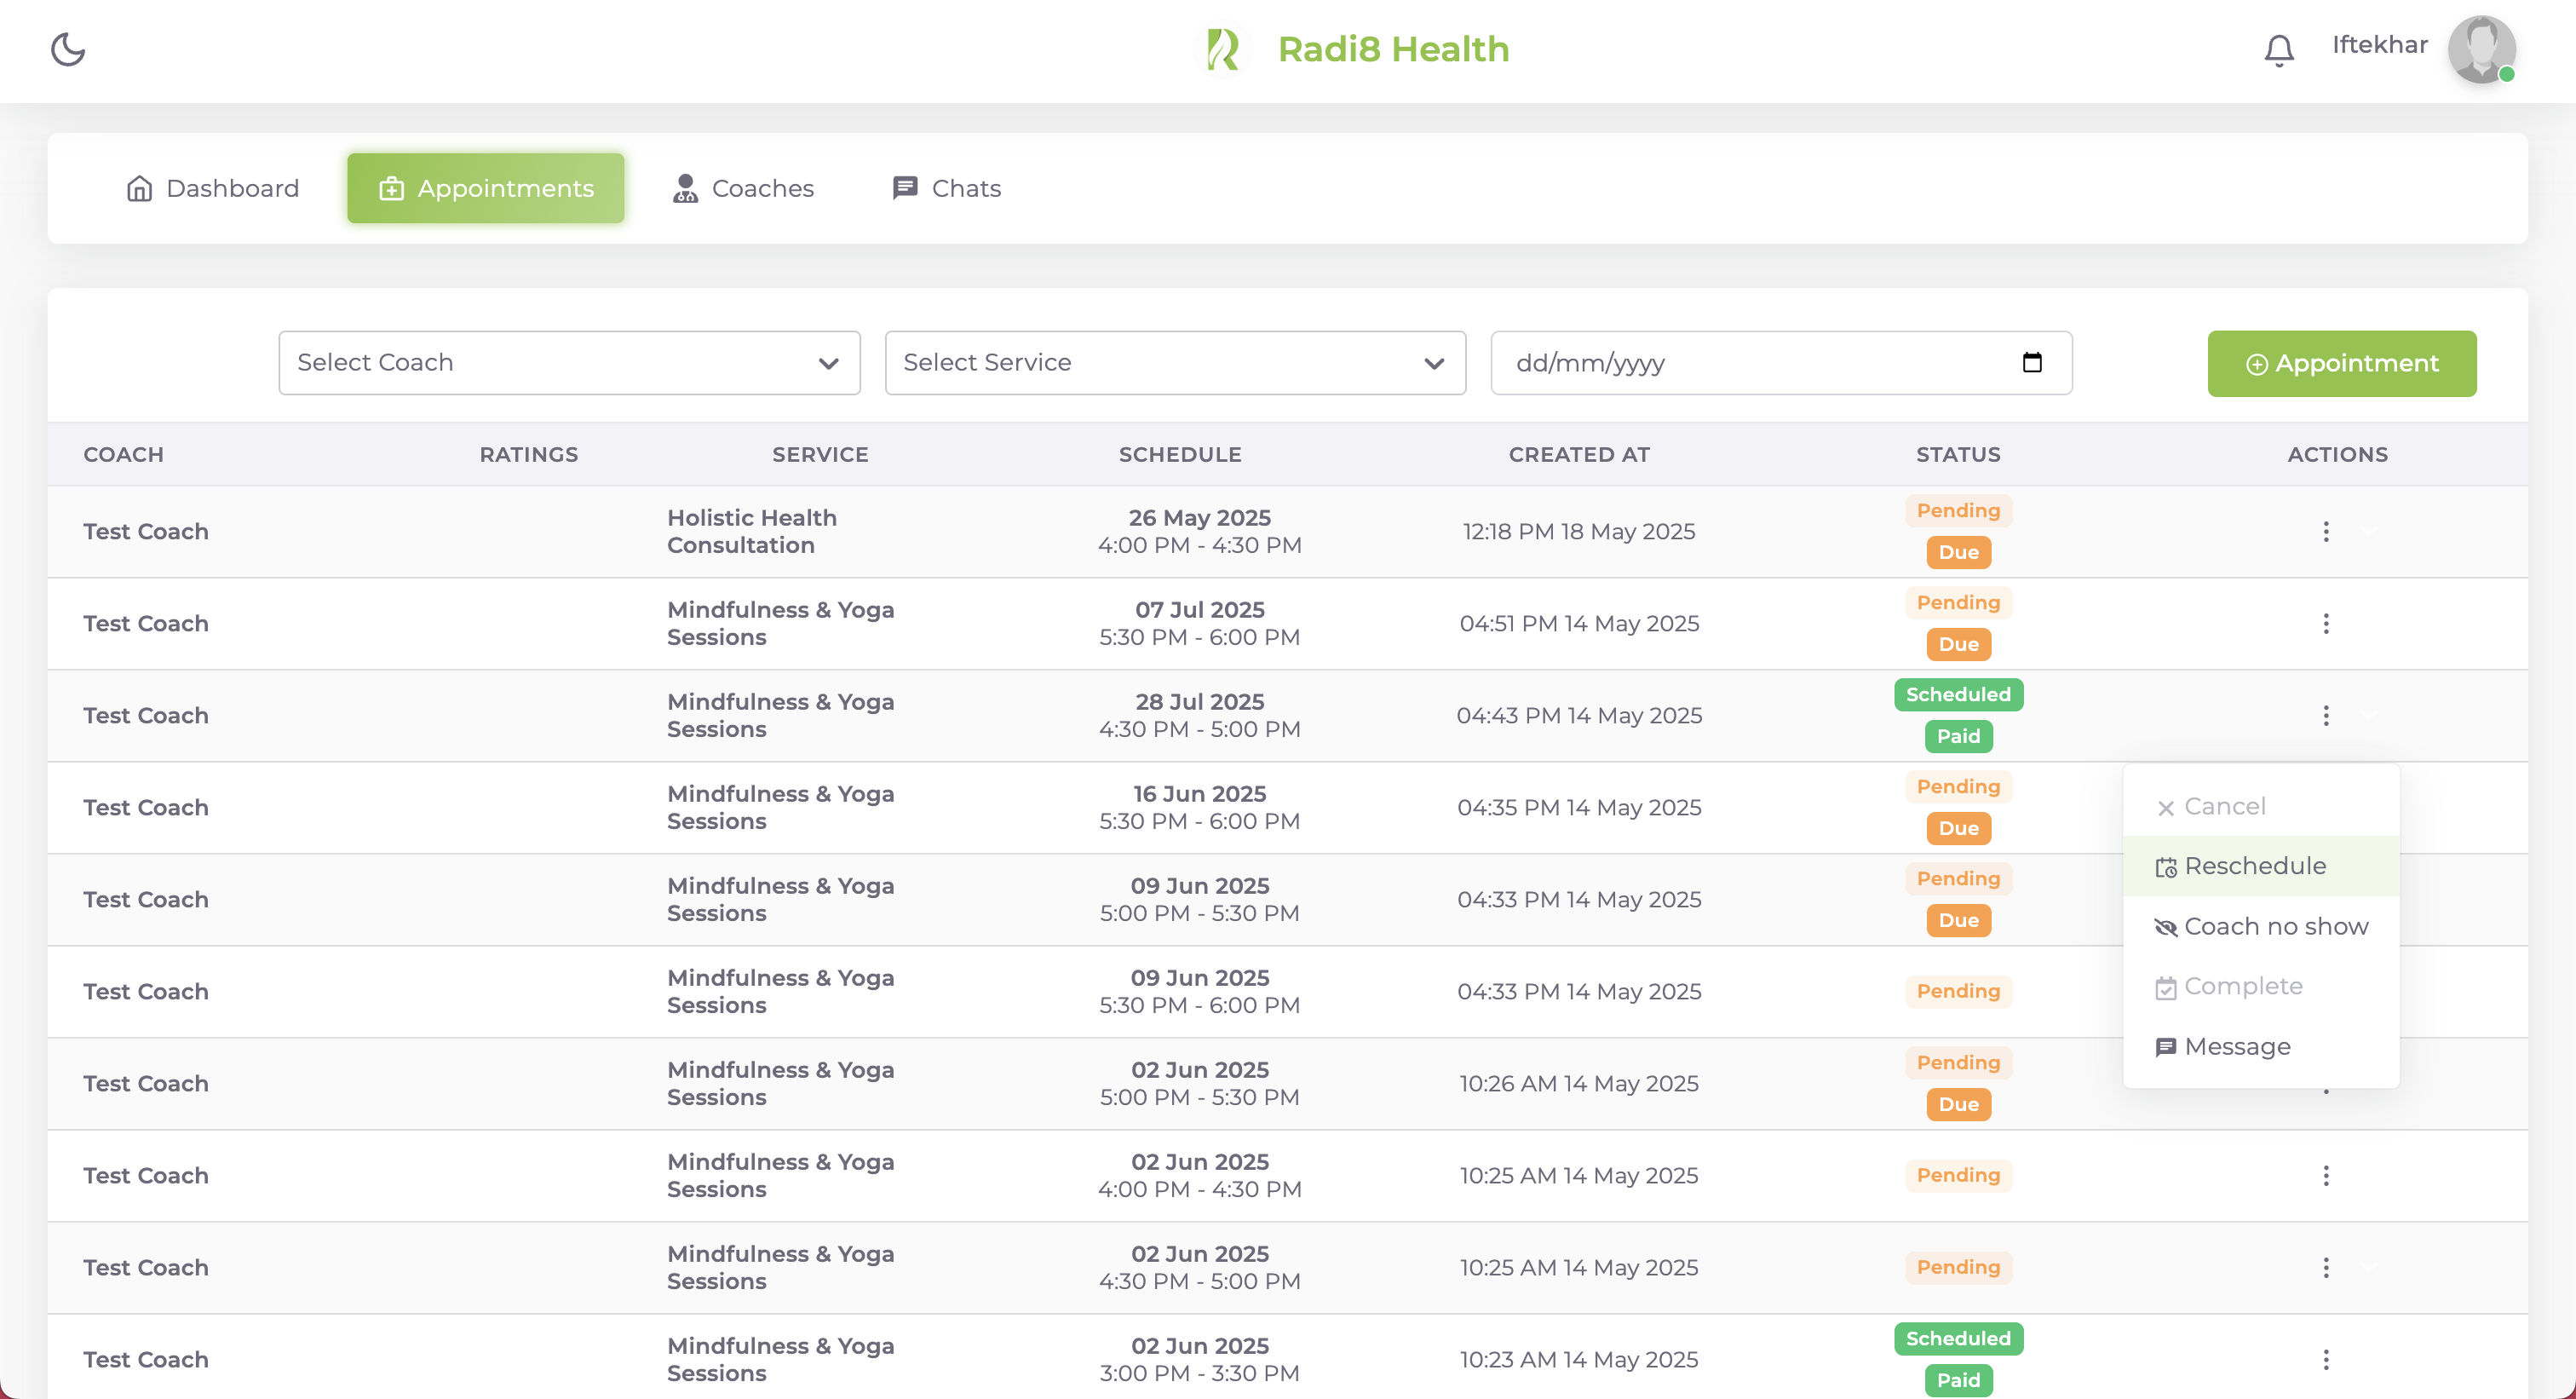 Radi8 Health
Iftekhar
Dashboard
Appointments
Coaches
Chats
Select Coach
Select Service
dd/mm/yyyy
Appointment
COACH RATINGS SERVICE SCHEDULE CREATED AT STATUS ACTIONS
Test Coach
Holistic Health
Consultation
26 May 2025
4:00 PM - 4:30 PM
12:18 PM 18 May 2025
Pending
Due
Test Coach
Mindfulness & Yoga
Sessions
07 Jul 2025
5:30 PM - 6:00 PM
04:51 PM 14 May 2025
Pending
Due
Test Coach
Mindfulness & Yoga
Sessions
28 Jul 2025
4:30 PM - 5:00 PM
04:43 PM 14 May 2025
Scheduled
Paid
Test Coach
Mindfulness & Yoga
Sessions
16 Jun 2025
5:30 PM - 6:00 PM
04:35 PM 14 May 2025
Pending
Due
Test Coach
Mindfulness & Yoga
Sessions
09 Jun 2025
5:00 PM - 5:30 PM
04:33 PM 14 May 2025
Pending
Due
Test Coach
Mindfulness & Yoga
Sessions
09 Jun 2025
5:30 PM - 6:00 PM
04:33 PM 14 May 2025
Pending
Test Coach
Mindfulness & Yoga
Sessions
02 Jun 2025
5:00 PM - 5:30 PM
10:26 AM 14 May 2025
Pending
Due
Test Coach
Mindfulness & Yoga
Sessions
02 Jun 2025
4:00 PM - 4:30 PM
10:25 AM 14 May 2025
Pending
Test Coach
Mindfulness & Yoga
Sessions
02 Jun 2025
4:30 PM - 5:00 PM
10:25 AM 14 May 2025
Pending
Test Coach
Mindfulness & Yoga
Sessions
02 Jun 2025
3:00 PM - 3:30 PM
10:23 AM 14 May 2025
Scheduled
Paid
Cancel
Reschedule
Coach no show
Complete
Message